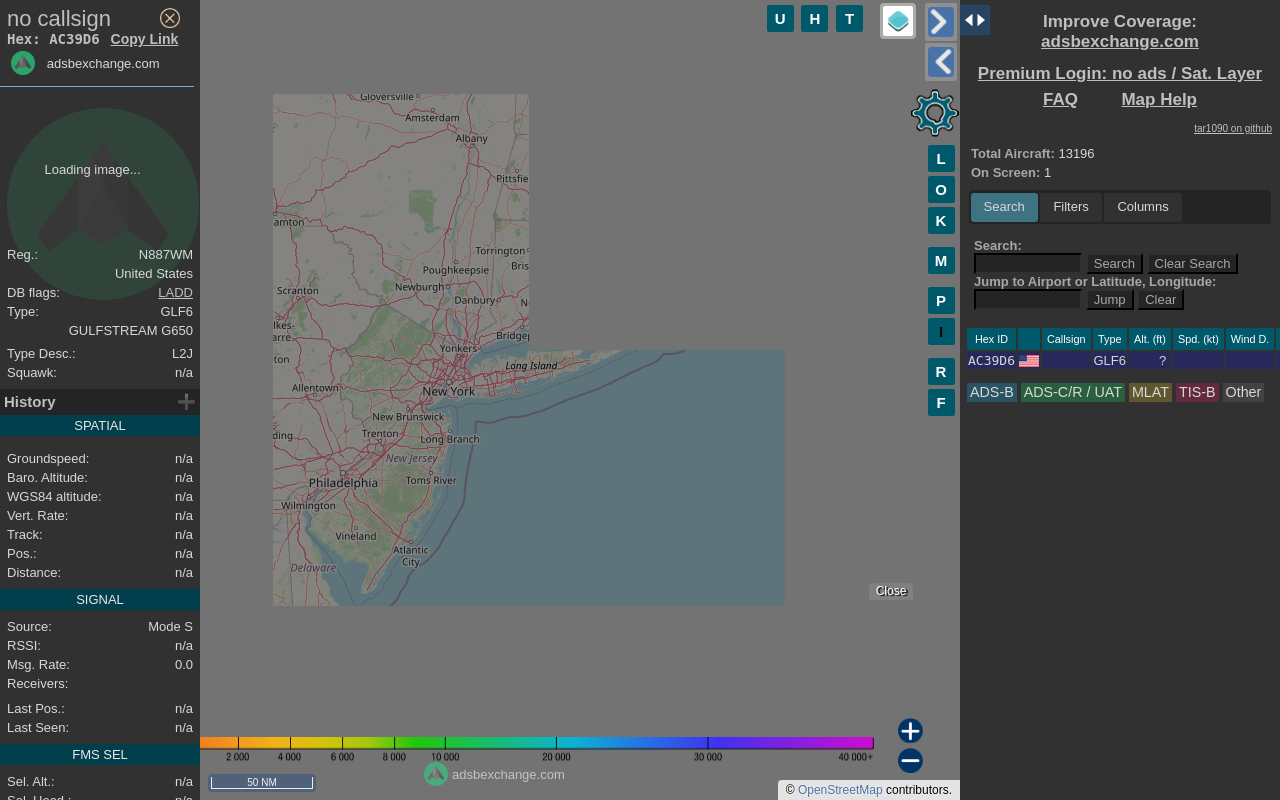 no callsign
Hex: AC39D6 Copy Link
adsbexchange.com
Loading image...
Reg.: N887WM
United States
DB flags: LADD
Type: GLF6
GULFSTREAM G650
Type Desc.: L2J
Squawk: n/a
History
SPATIAL
Groundspeed: n/a
Baro. Altitude: n/a
WGS84 altitude: n/a
Vert. Rate: n/a
Track: n/a
Pos.: n/a
Distance: n/a
SIGNAL
Source: Mode S
RSSI: n/a
Msg. Rate: 0.0
Receivers:
Last Pos.: n/a
Last Seen: n/a
FMS SEL
Sel. Alt.: n/a
Sel. Head.: n/a
U H T
L
O
K
M
P
I
R
F
Gloversville
Amsterdam
Albany
Pittsfie
amton
Torrington
Poughkeepsie
Bris
Scranton
Newburgh
Danbury
N
lkes-
arre
Bridgep
Yonkers
ton
Long Island
Allentown
New York
New Brunswick
ding
Trenton
Long Branch
New Jersey
Philadelphia
Toms River
Wilmington
Vineland
Atlantic
City
Delaware
Close
2 000 4 000 6 000 8 000 10 000 20 000 30 000 40 000+
adsbexchange.com
50 NM
© OpenStreetMap contributors.
Improve Coverage:
adsbexchange.com
Premium Login: no ads / Sat. Layer
FAQ Map Help
tar1090 on github
Total Aircraft: 13196
On Screen: 1
Search Filters Columns
Search:
Search Clear Search
Jump to Airport or Latitude, Longitude:
Jump Clear
Hex ID Callsign Type Alt. (ft) Spd. (kt) Wind D.
AC39D6 GLF6 ?
ADS-B ADS-C/R / UAT MLAT TIS-B Other